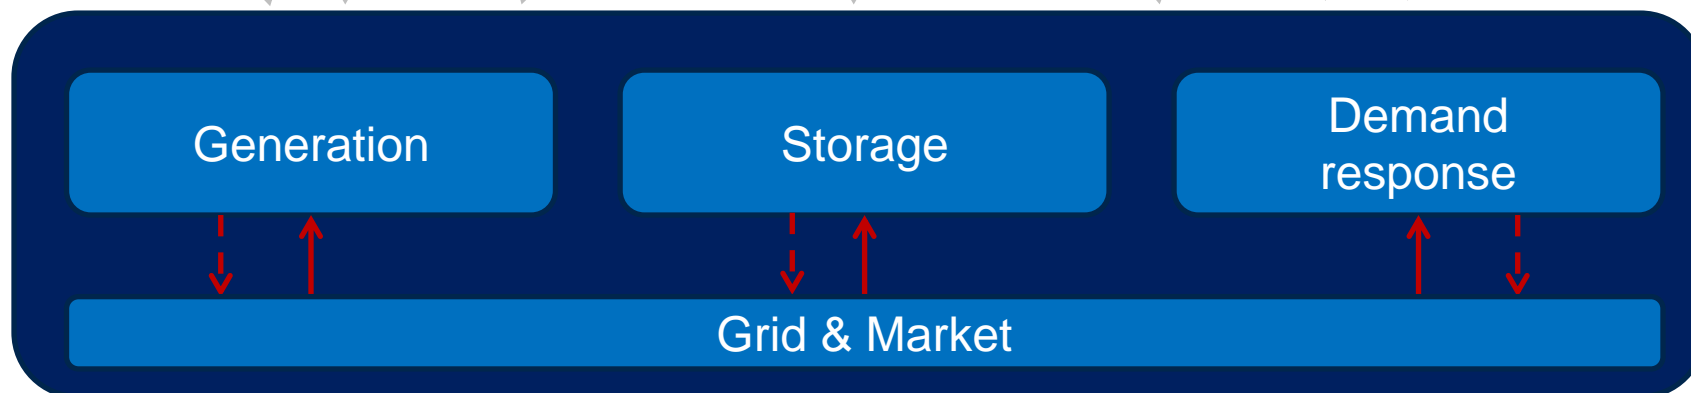 Generation
Storage
Demand
response
Grid & Market